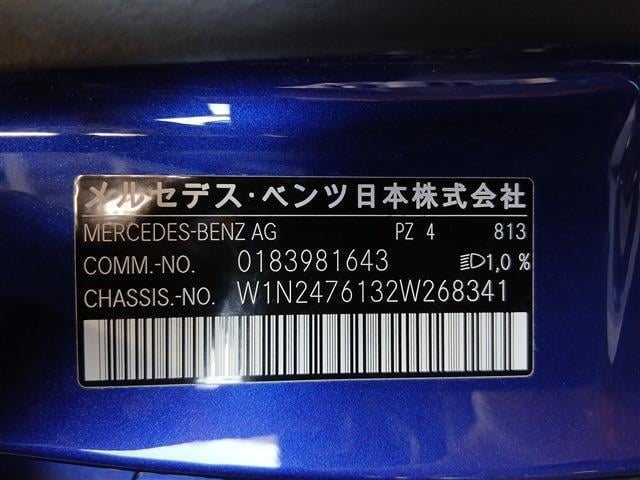 メルセデス・ベンツ日本株式会社
MERCEDES-BENZ AG PZ 4 813
COMM.-NO. 0183981643 1,0 %
CHASSIS.-NO. W1N2476132W268341